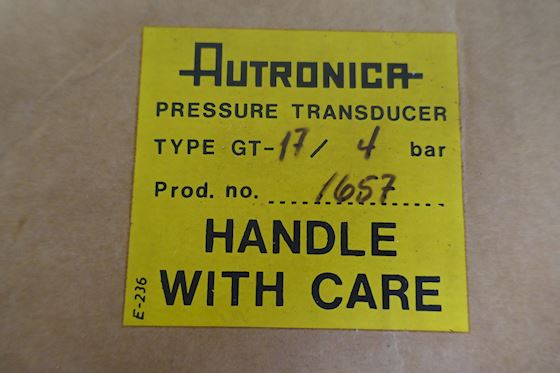 AUTRONICA
PRESSURE TRANSDUCER
TYPE GT-17/ 4 bar
Prod. no. 1657
HANDLE
WITH CARE
E-236